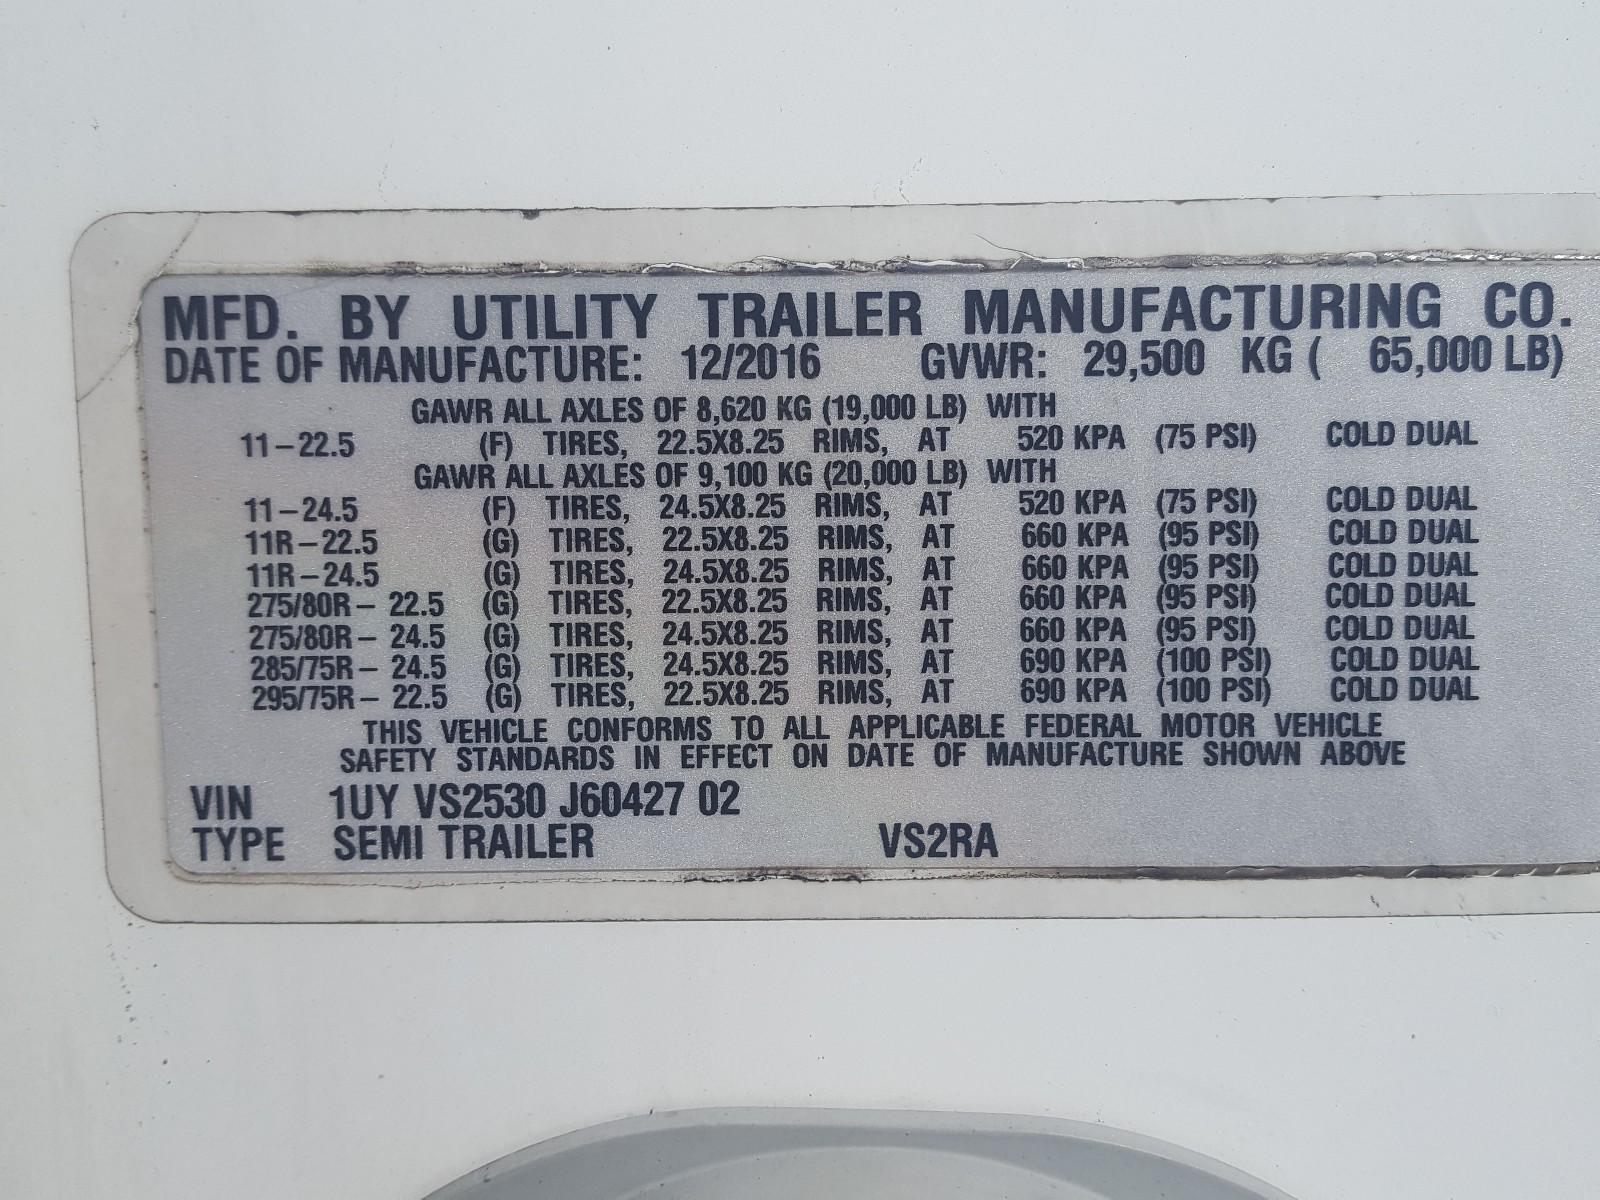 MFD. BY UTILITY TRAILER MANUFACTURING CO.
DATE OF MANUFACTURE: 12/2016 GVWR: 29,500 KG ( 65,000 LB)
GAWR ALL AXLES OF 8,620 KG (19,000 LB) WITH
11-22.5 (F) TIRES, 22.5X8.25 RIMS, AT 520 KPA (75 PSI) COLD DUAL
GAWR ALL AXLES OF 9,100 KG (20,000 LB) WITH
11-24.5 (F) TIRES, 24.5X8.25 RIMS, AT 520 KPA (75 PSI) COLD DUAL
11R-22.5 (G) TIRES, 22.5X8.25 RIMS, AT 660 KPA (95 PSI) COLD DUAL
11R-24.5 (G) TIRES, 24.5X8.25 RIMS, AT 660 KPA (95 PSI) COLD DUAL
275/80R- 22.5 (G) TIRES, 22.5X8.25 RIMS, AT 660 KPA (95 PSI) COLD DUAL
275/80R- 24.5 (G) TIRES, 24.5X8.25 RIMS, AT 660 KPA (95 PSI) COLD DUAL
285/75R- 24.5 (G) TIRES, 24.5X8.25 RIMS, AT 690 KPA (100 PSI) COLD DUAL
295/75R- 22.5 (G) TIRES, 22.5X8.25 RIMS, AT 690 KPA (100 PSI) COLD DUAL
THIS VEHICLE CONFORMS TO ALL APPLICABLE FEDERAL MOTOR VEHICLE
SAFETY STANDARDS IN EFFECT ON DATE OF MANUFACTURE SHOWN ABOVE
VIN 1UY VS2530 J60427 02
TYPE SEMI TRAILER VS2RA